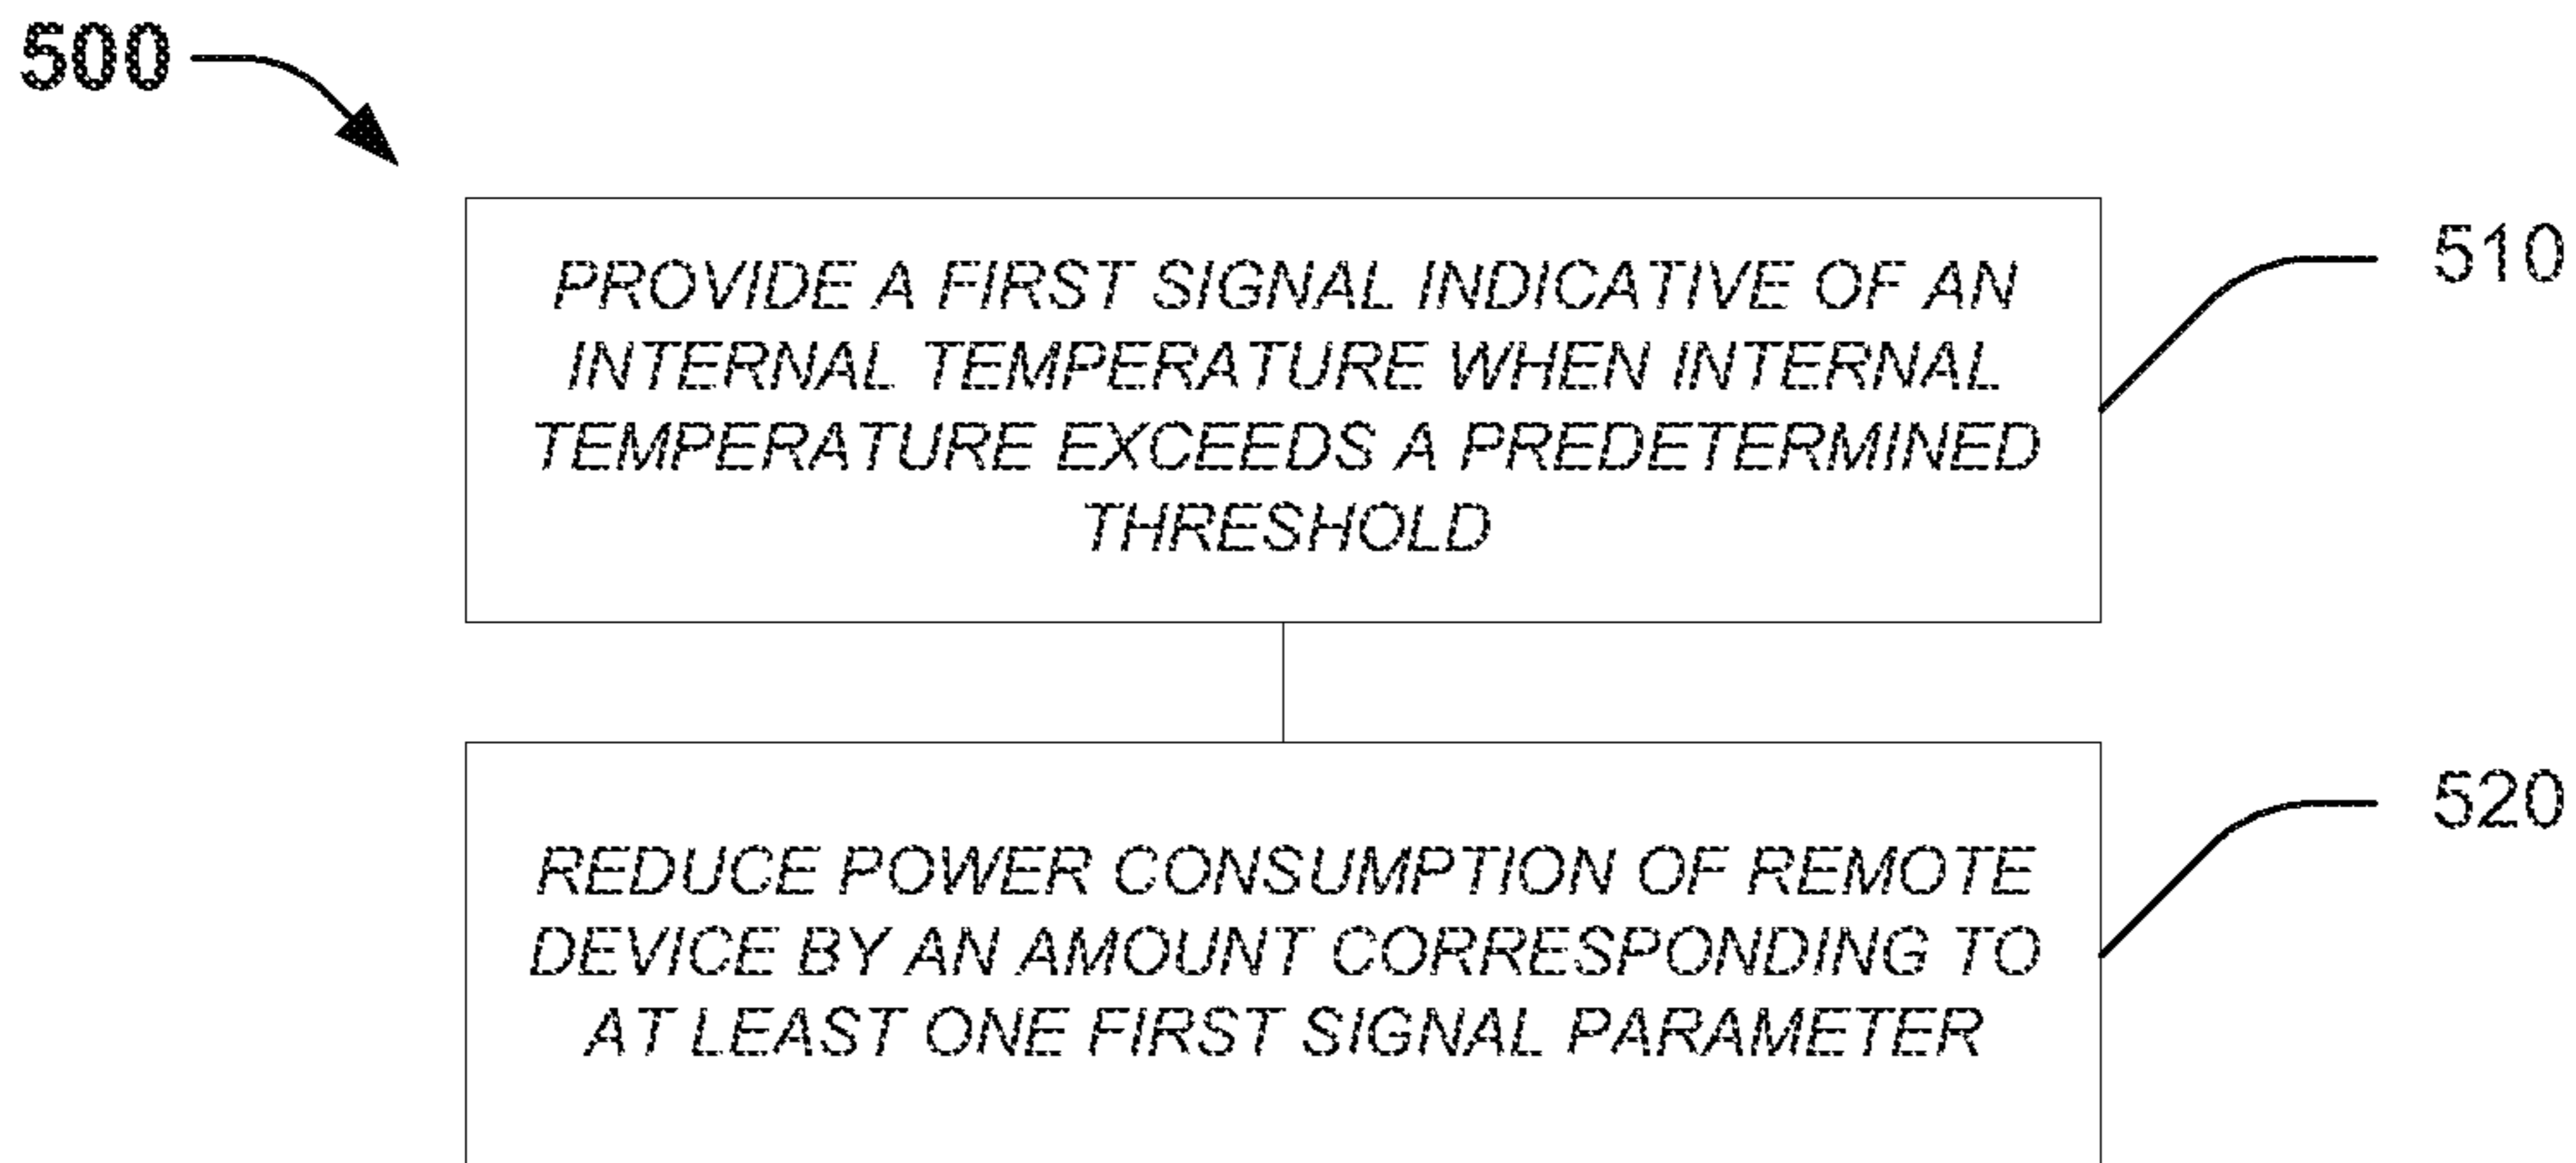 500
PROVIDE A FIRST SIGNAL INDICATIVE OF AN
INTERNAL TEMPERATURE WHEN INTERNAL
TEMPERATURE EXCEEDS A PREDETERMINED
THRESHOLD
510
REDUCE POWER CONSUMPTION OF REMOTE
DEVICE BY AN AMOUNT CORRESPONDING TO
AT LEAST ONE FIRST SIGNAL PARAMETER
520